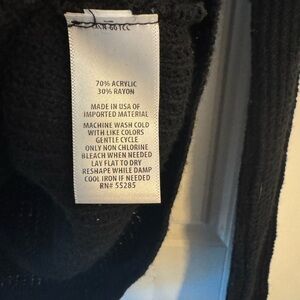 70% ACRYLIC
30% RAYON
MADE IN USA OF
IMPORTED MATERIAL
MACHINE WASH COLD
WITH LIKE COLORS
GENTLE CYCLE
ONLY NON CHLORINE
BLEACH WHEN NEEDED
LAY FLAT TO DRY
RESHAPE WHILE DAMP
COOL IRON IF NEEDED
RN# 55285